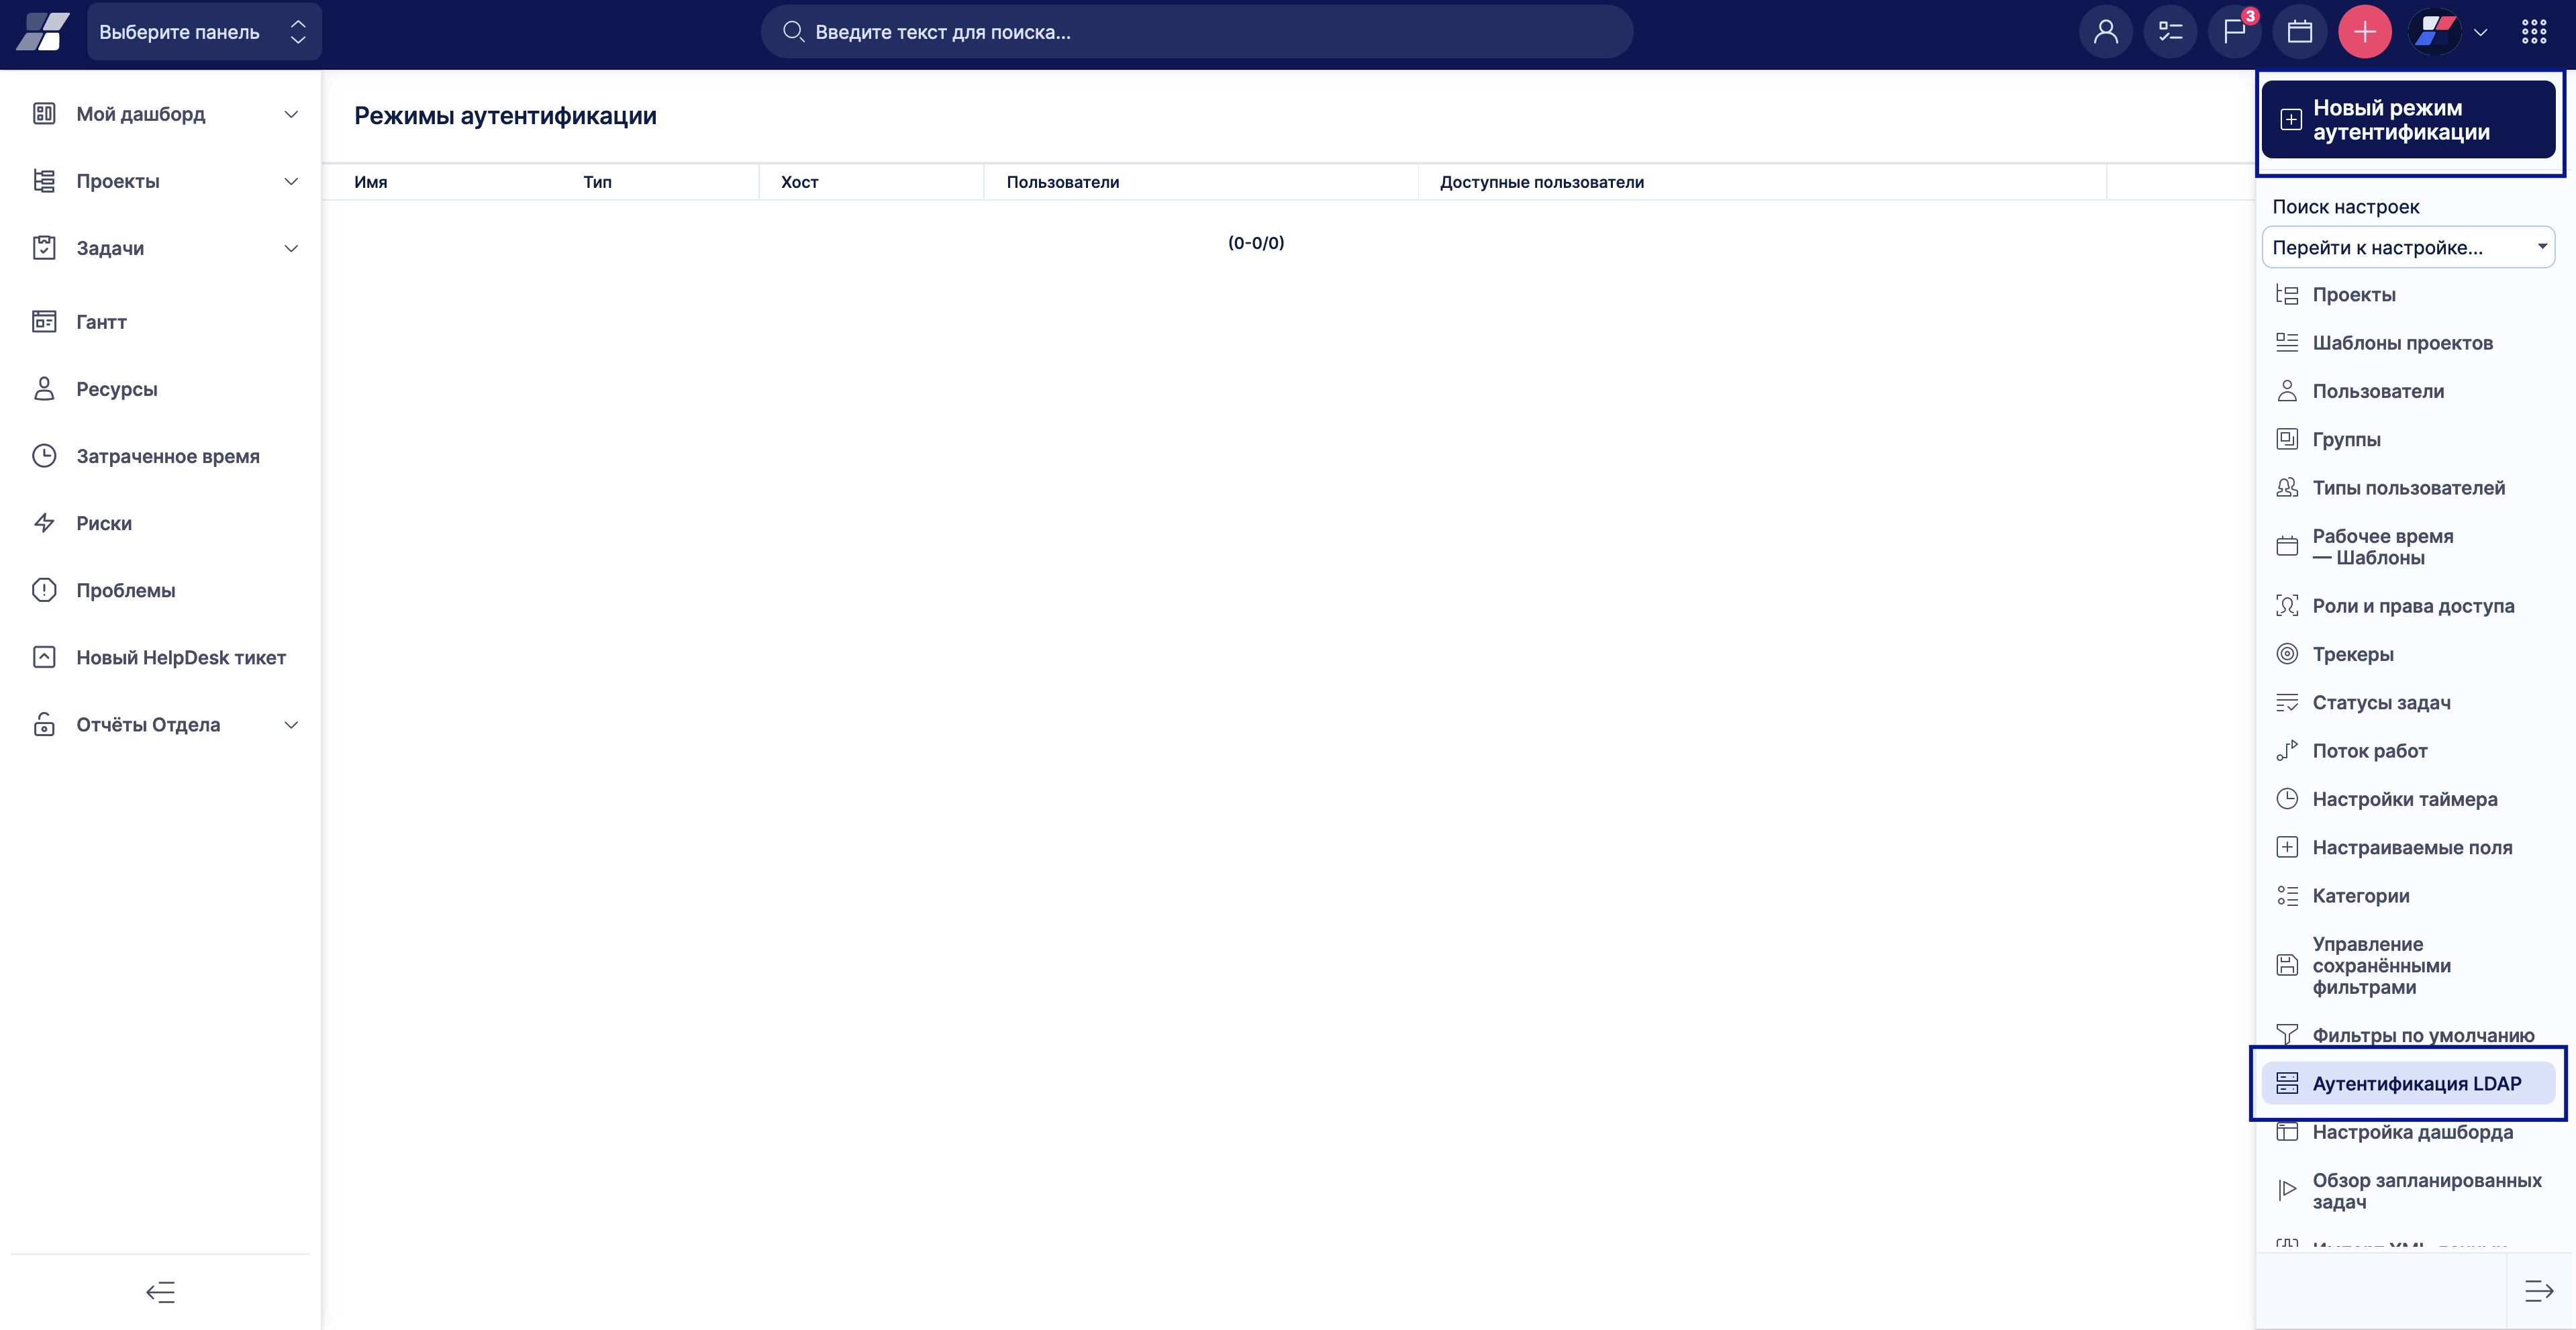 Выберите панель
Введите текст для поиска...
3
Мой дашборд
Проекты
Задачи
Гантт
Ресурсы
Затраченное время
Риски
Проблемы
Новый HelpDesk тикет
Отчёты Отдела
Режимы аутентификации
Имя Тип Хост Пользователи Доступные пользователи
(0-0/0)
Новый режим
аутентификации
Поиск настроек
Перейти к настройке...
Проекты
Шаблоны проектов
Пользователи
Группы
Типы пользователей
Рабочее время
— Шаблоны
Роли и права доступа
Трекеры
Статусы задач
Поток работ
Настройки таймера
Настраиваемые поля
Категории
Управление
сохранёнными
фильтрами
Фильтры по умолчанию
Аутентификация LDAP
Настройка дашборда
Обзор запланированных
задач